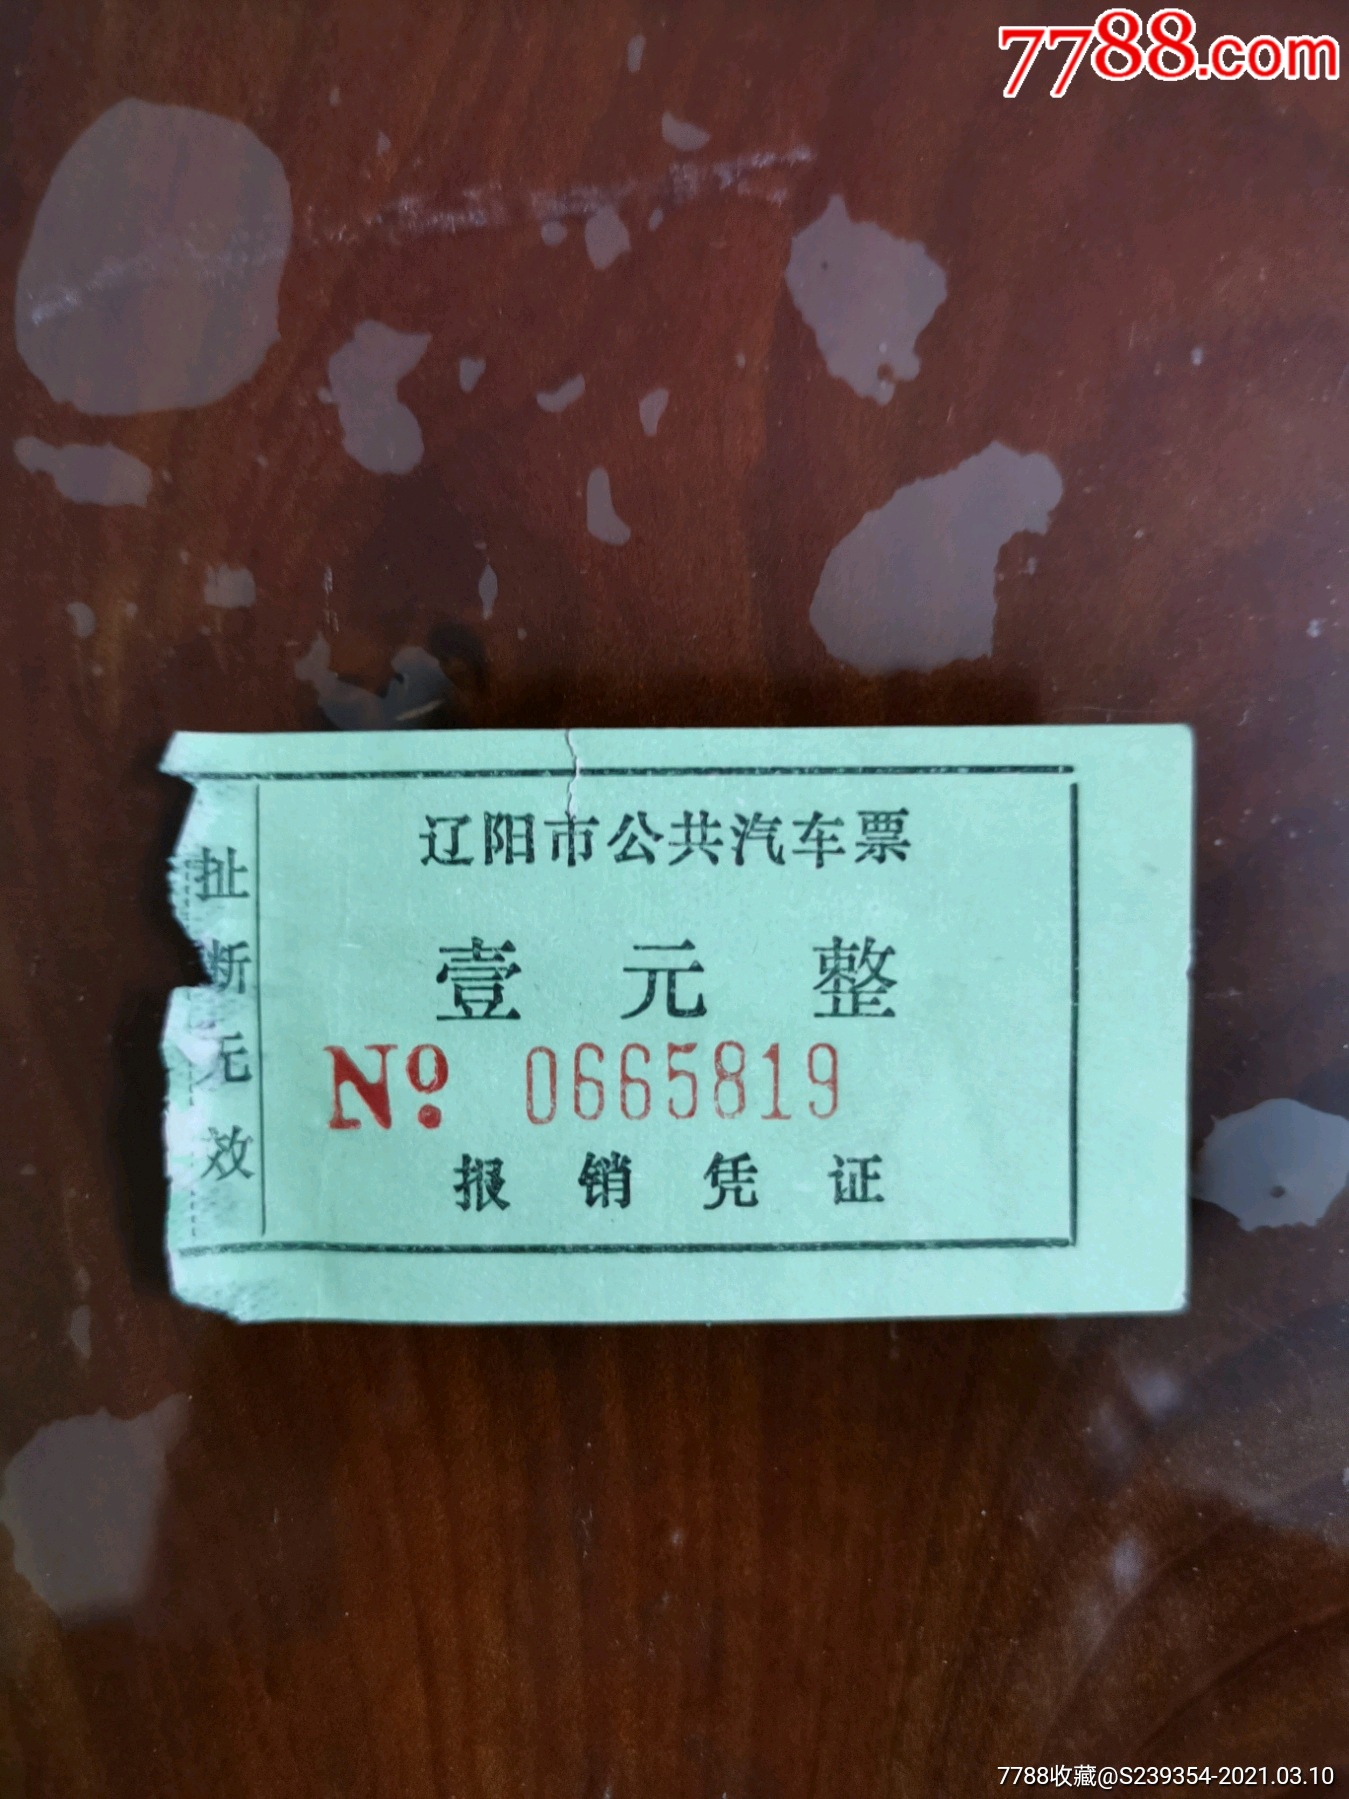 7788.com
辽阳市公共汽车票
壹元整
No. 0665819
报销凭证
扯断无效
7788收藏@S239354-2021.03.10